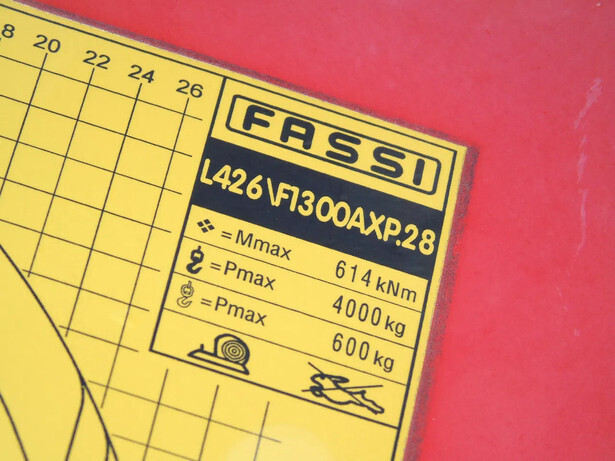 8 20 22 24 26
FASSI
L426\F1300AXP.28
=Mmax 614 kNm
=Pmax 4000 kg
=Pmax 600 kg